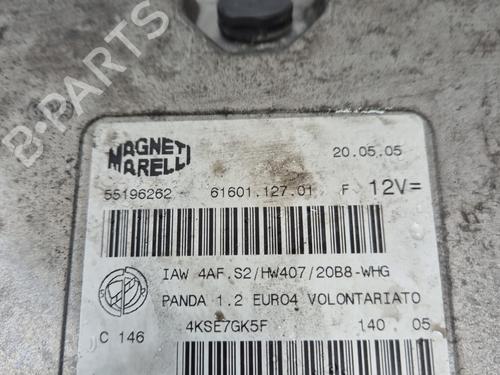 B-PARTS
MAGNETI
MARELLI
20.05.05
55196262 61601.127.01 F 12V=
IAW 4AF.S2/HW407/20B8-WHG
PANDA 1.2 EURO4 VOLONTARIATO
C 146 4KSE7GK5F 140 05